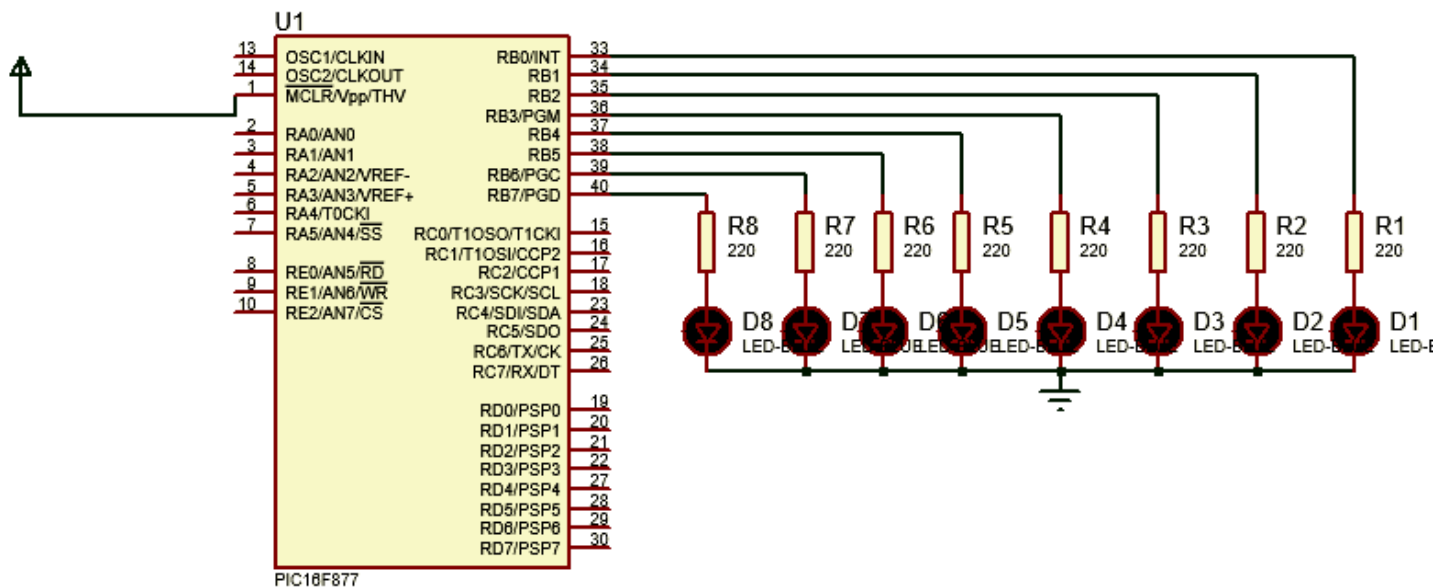 U1
13 OSC1/CLKIN RB0/INT 33
14 OSC2/CLKOUT RB1 34
1 MCLR/Vpp/THV RB2 35
RB3/PGM 36
2 RA0/AN0 RB4 37
3 RA1/AN1 RB5 38
4 RA2/AN2/VREF- RB6/PGC 39
5 RA3/AN3/VREF+ RB7/PGD 40
6 RA4/T0CKI
7 RA5/AN4/SS RC0/T1OSO/T1CKI 15
RC1/T1OSI/CCP2 16
8 RE0/AN5/RD RC2/CCP1 17
9 RE1/AN6/WR RC3/SCK/SCL 18
10 RE2/AN7/CS RC4/SDI/SDA 23
RC5/SDO 24
RC6/TX/CK 25
RC7/RX/DT 26
RD0/PSP0 19
RD1/PSP1 20
RD2/PSP2 21
RD3/PSP3 22
RD4/PSP4 27
RD5/PSP5 28
RD6/PSP6 29
RD7/PSP7 30
PIC16F877
R8 R7 R6 R5 R4 R3 R2 R1
220 220 220 220 220 220 220 220
D8 D5 D4 D3 D2 D1